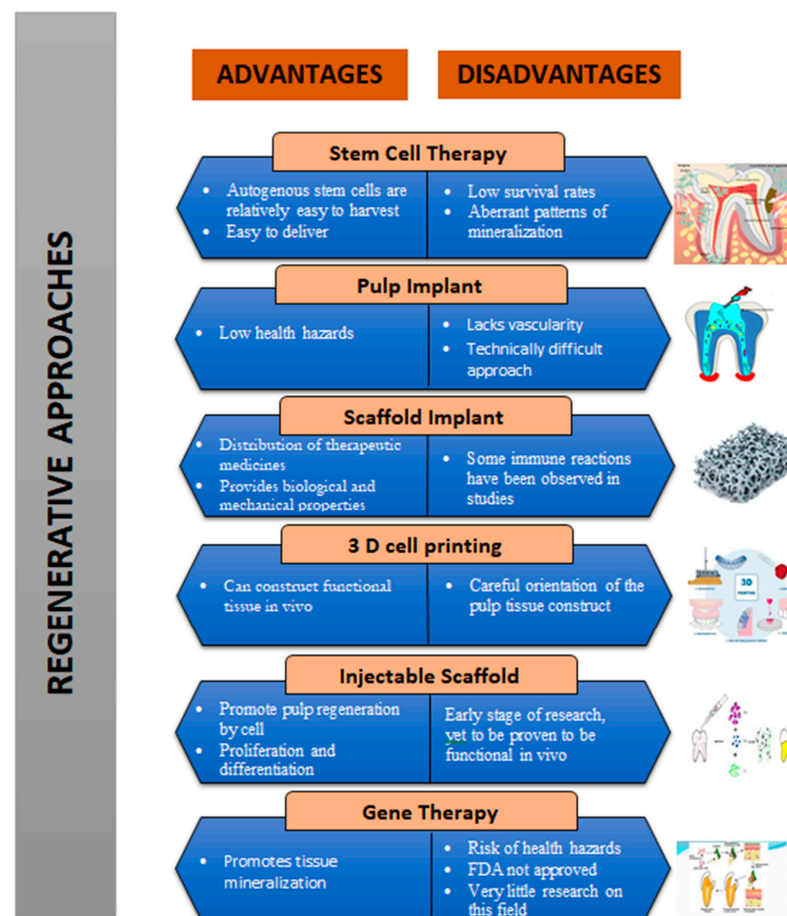 REGENERATIVE APPROACHES
ADVANTAGES
DISADVANTAGES
Stem Cell Therapy
• Autogenous stem cells are
relatively easy to harvest
• Easy to deliver
• Low survival rates
• Aberrant patterns of
mineralization
Pulp Implant
• Low health hazards
• Lacks vascularity
• Technically difficult
approach
Scaffold Implant
• Distribution of therapeutic
medicines
• Provides biological and
mechanical properties
• Some immune reactions
have been observed in
studies
3 D cell printing
• Can construct functional
tissue in vivo
• Careful orientation of the
pulp tissue construct
3D
PRINTING
Injectable Scaffold
• Promote pulp regeneration
by cell
• Proliferation and
differentiation
Early stage of research,
yet to be proven to be
functional in vivo
Gene Therapy
• Promotes tissue
mineralization
• Risk of health hazards
• FDA not approved
• Very little research on
this field